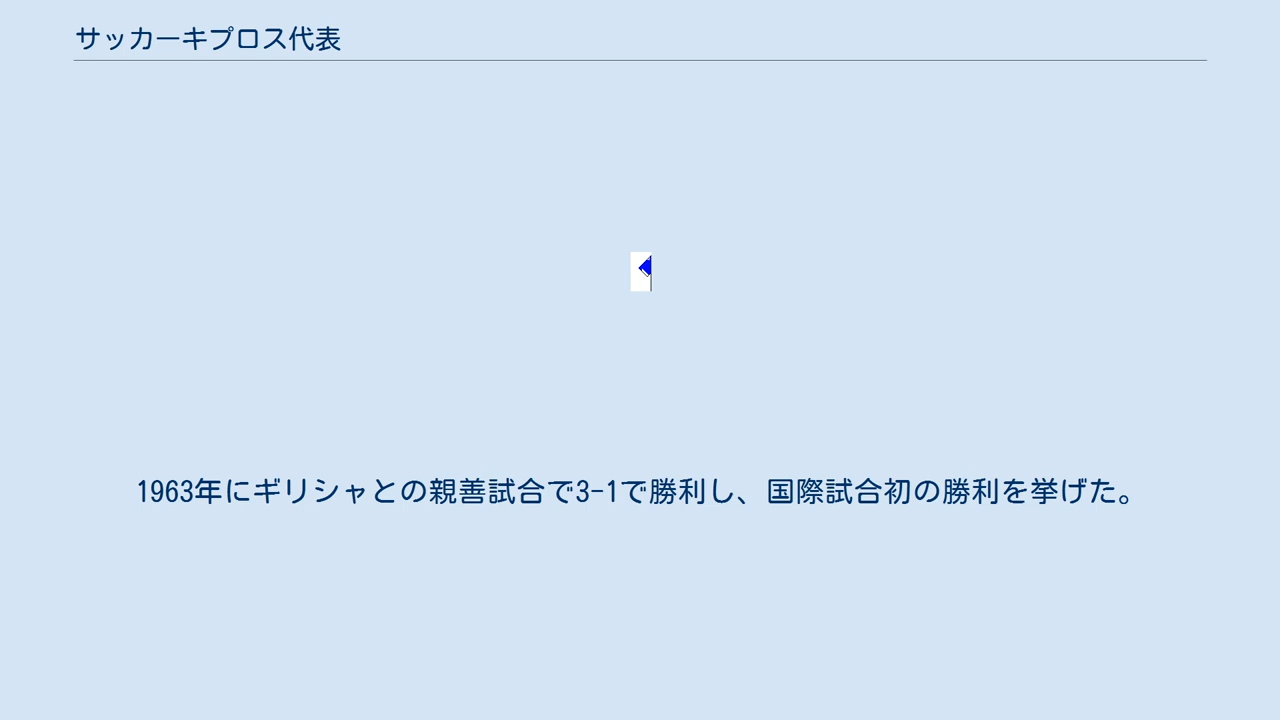 サッカーキプロス代表
1963年にギリシャとの親善試合で3-1で勝利し、国際試合初の勝利を挙げた。